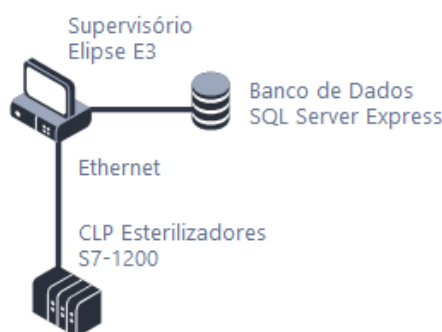 Supervisório
Elipse E3
Banco de Dados
SQL Server Express
Ethernet
CLP Esterilizadores
S7-1200